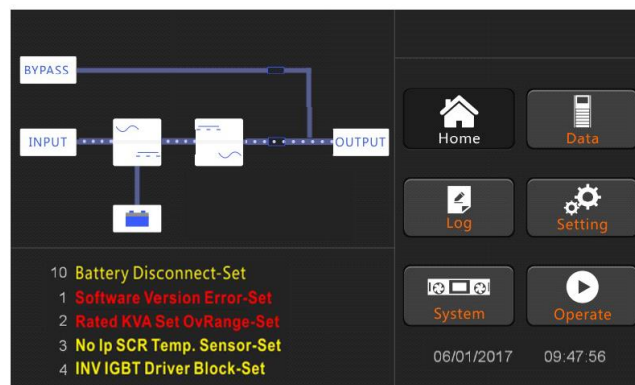 BYPASS
INPUT
OUTPUT
10 Battery Disconnect-Set
1 Software Version Error-Set
2 Rated KVA Set OvRange-Set
3 No Ip SCR Temp. Sensor-Set
4 INV IGBT Driver Block-Set
Home
Data
Log
Setting
System
Operate
06/01/2017 09:47:56